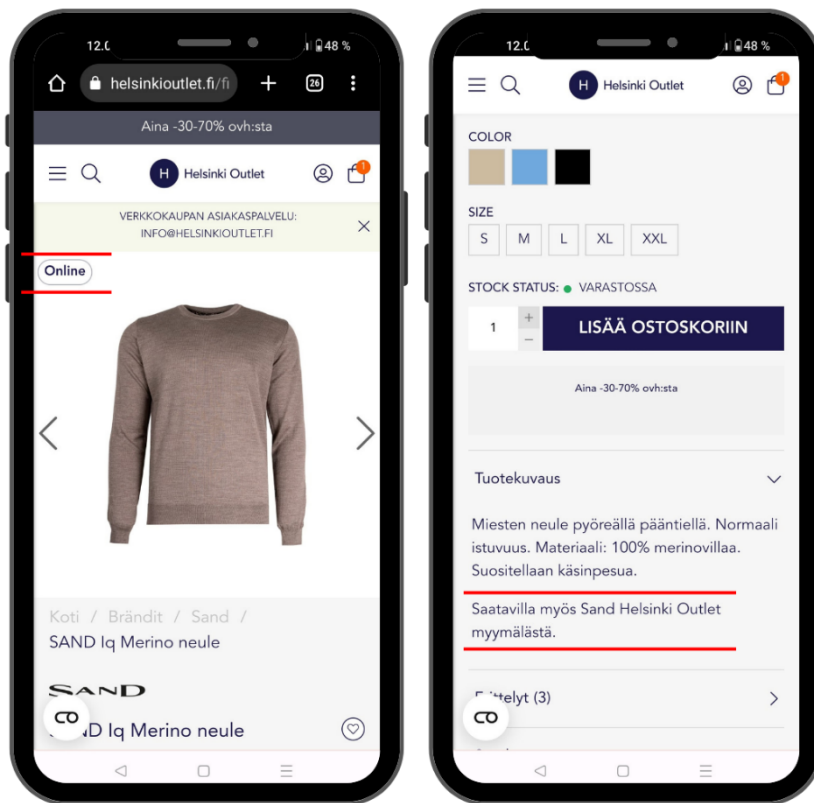 12.0
48 %
helsinkioutlet.fi/fi
26
Aina -30-70% ovh:sta
H Helsinki Outlet
1
VERKKOKAUPAN ASIAKASPALVELU:
INFO@HELSINKIOUTLET.FI
Online
Koti / Brändit / Sand /
SAND Iq Merino neule
SAND
D Iq Merino neule
12.0
48 %
H Helsinki Outlet
1
COLOR
SIZE
S M L XL XXL
STOCK STATUS: VARASTOSSA
1 + −
LISÄÄ OSTOSKORIIN
Aina -30-70% ovh:sta
Tuotekuvaus
Miesten neule pyöreällä pääntiellä. Normaali
istuvuus. Materiaali: 100% merinovillaa.
Suositellaan käsinpesua.
Saatavilla myös Sand Helsinki Outlet
myymälästä.
telyt (3)